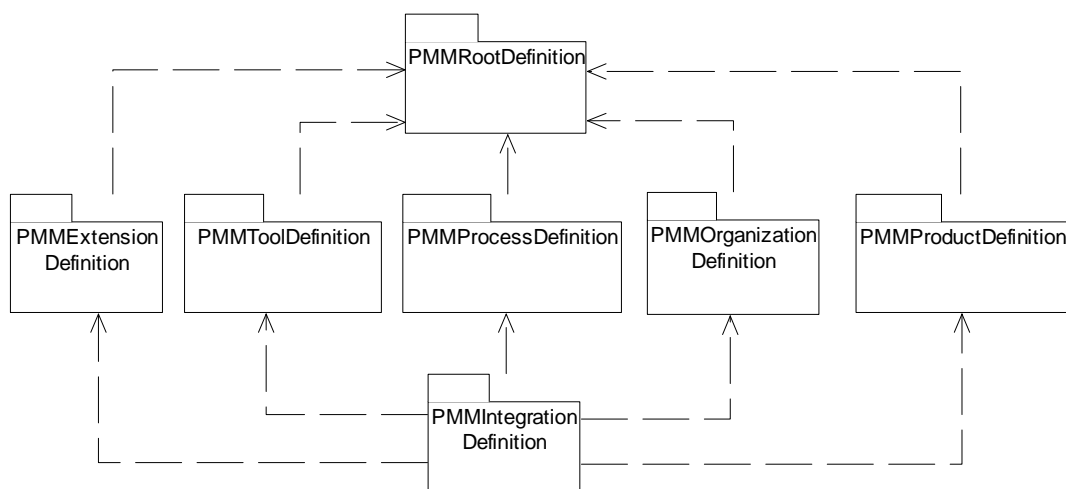 PMMRootDefinition
PMMExtension
Definition
PMMToolDefinition
PMMProcessDefinition
PMMOrganization
Definition
PMMProductDefinition
PMMIntegration
Definition